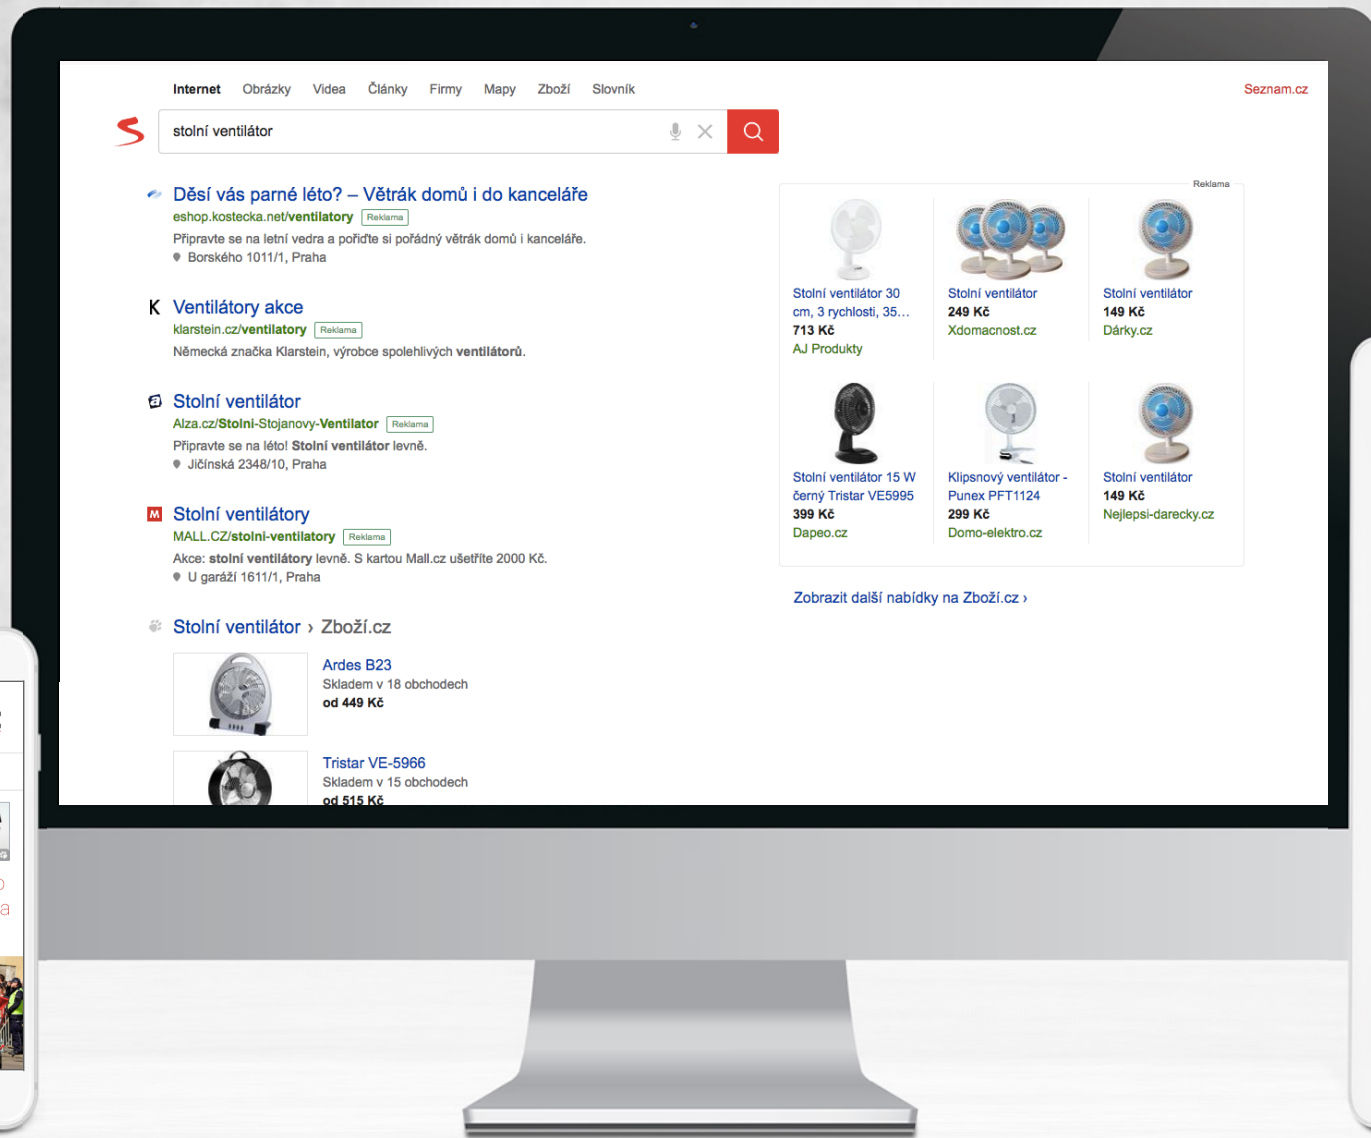 Internet Obrázky Videa Články Firmy Mapy Zboží Slovník
Seznam.cz
stolní ventilátor
Děsí vás parné léto? – Větrák domů i do kanceláře
eshop.kostecka.net/ventilatory Reklama
Připravte se na letní vedra a pořiďte si pořádný větrák domů i kanceláře.
Borského 1011/1, Praha
K Ventilátory akce
klarstein.cz/ventilatory Reklama
Německá značka Klarstein, výrobce spolehlivých ventilátorů.
Stolní ventilátor
Alza.cz/Stolni-Stojanovy-Ventilator Reklama
Připravte se na léto! Stolní ventilátor levně.
Jičínská 2348/10, Praha
M Stolní ventilátory
MALL.CZ/stolni-ventilatory Reklama
Akce: stolní ventilátory levně. S kartou Mall.cz ušetříte 2000 Kč.
U garáží 1611/1, Praha
Stolní ventilátor › Zboží.cz
Ardes B23
Skladem v 18 obchodech
od 449 Kč
Tristar VE-5966
Skladem v 15 obchodech
od 515 Kč
Reklama
Stolní ventilátor 30
cm, 3 rychlosti, 35...
713 Kč
AJ Produkty
Stolní ventilátor
249 Kč
Xdomacnost.cz
Stolní ventilátor
149 Kč
Dárky.cz
Stolní ventilátor 15 W
černý Tristar VE5995
399 Kč
Dapeo.cz
Klipsnový ventilátor -
Punex PFT1124
299 Kč
Domo-elektro.cz
Stolní ventilátor
149 Kč
Nejlepsi-darecky.cz
Zobrazit další nabídky na Zboží.cz ›